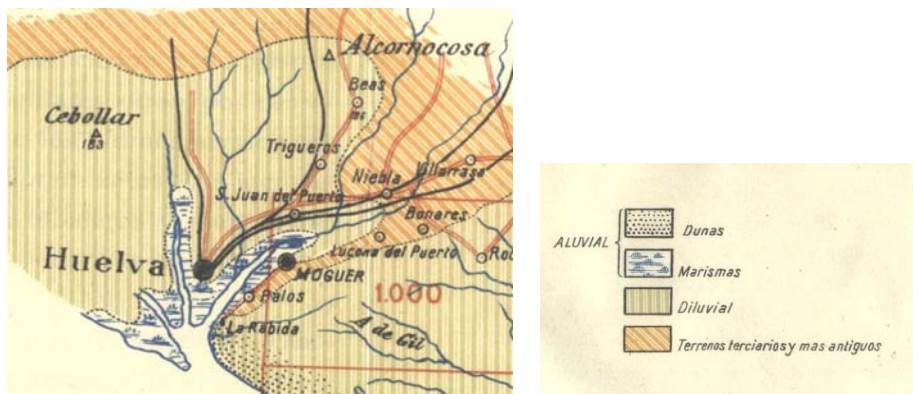 Alcornocosa
Beas
Cebollar
183
Trigueros
Niebla
Villarrasa
S. Juan del Puerto
Bonares
Lucena del Puerto
Huelva
MOGUER
Palos
1.000
La Rábida
A de Gil
ALUVIAL
Dunas
Marismas
Diluvial
Terrenos terciarios y mas antiguos